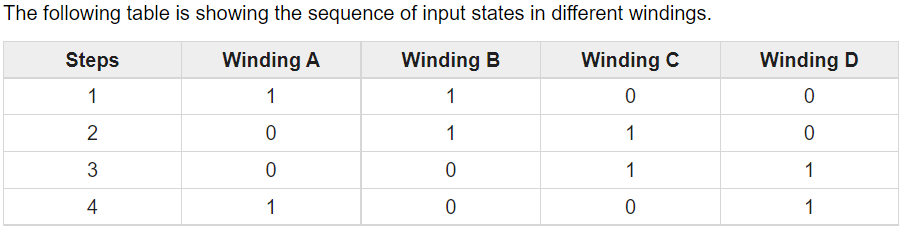 The following table is showing the sequence of input states in different windings.
Steps Winding A Winding B Winding C Winding D
1 1 1 0 0
2 0 1 1 0
3 0 0 1 1
4 1 0 0 1